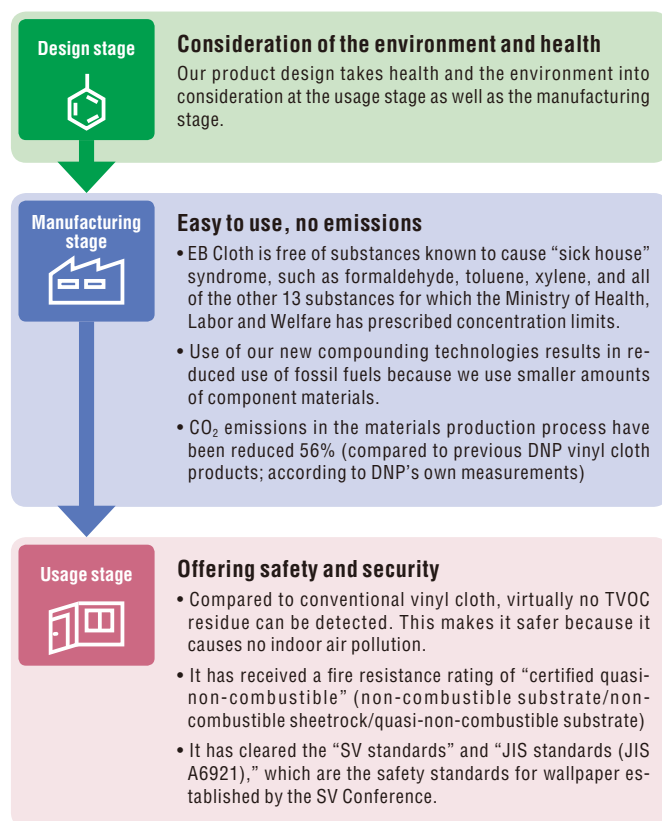 Design stage
Consideration of the environment and health
Our product design takes health and the environment into
consideration at the usage stage as well as the manufacturing
stage.
Manufacturing
stage
Easy to use, no emissions
• EB Cloth is free of substances known to cause “sick house”
syndrome, such as formaldehyde, toluene, xylene, and all
of the other 13 substances for which the Ministry of Health,
Labor and Welfare has prescribed concentration limits.
• Use of our new compounding technologies results in re-
duced use of fossil fuels because we use smaller amounts
of component materials.
• CO₂ emissions in the materials production process have
been reduced 56% (compared to previous DNP vinyl cloth
products; according to DNP’s own measurements)
Usage stage
Offering safety and security
• Compared to conventional vinyl cloth, virtually no TVOC
residue can be detected. This makes it safer because it
causes no indoor air pollution.
• It has received a fire resistance rating of “certified quasi-
non-combustible” (non-combustible substrate/non-
combustible sheetrock/quasi-non-combustible substrate)
• It has cleared the “SV standards” and “JIS standards (JIS
A6921),” which are the safety standards for wallpaper es-
tablished by the SV Conference.